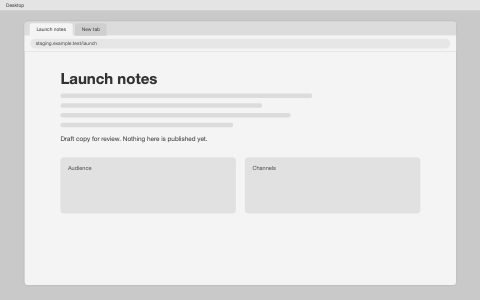 Desktop
Launch notes
New tab
staging.example.test/launch
Launch notes
Draft copy for review. Nothing here is published yet.
Audience
Channels